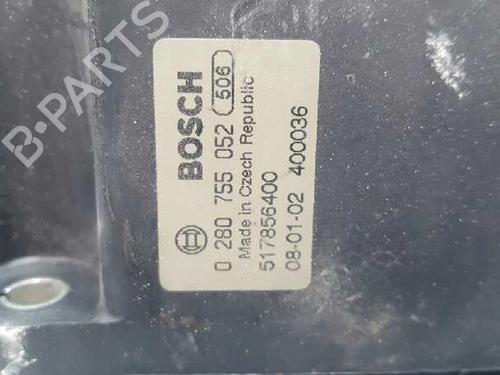 BOSCH
0 280 755 052 506
Made in Czech Republic
517856400
08-01-02 400036
B-PARTS